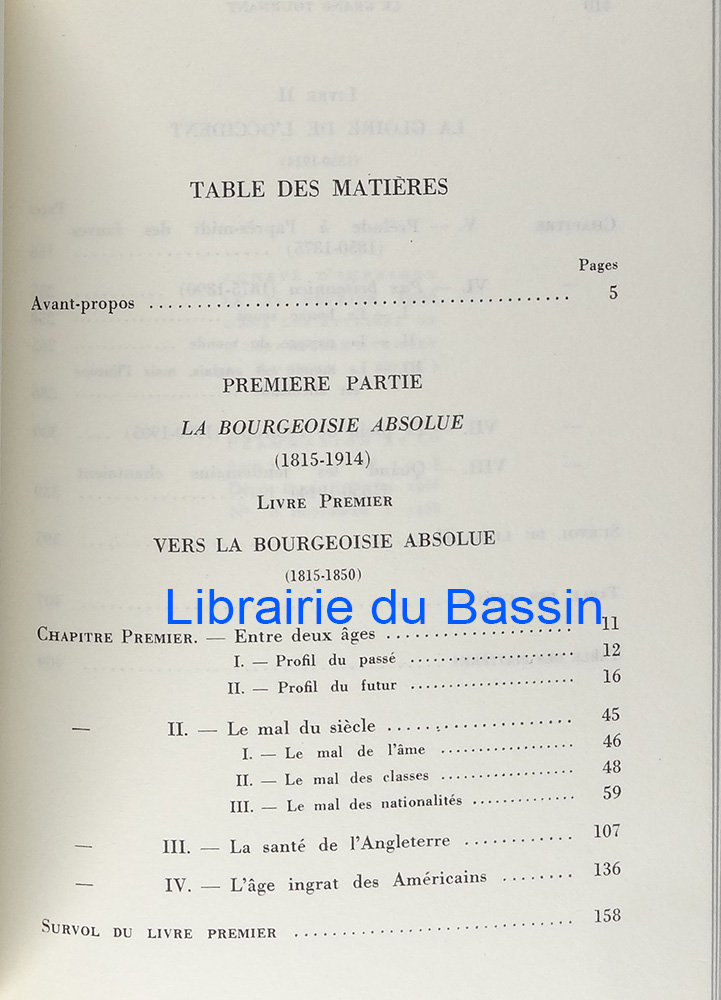 TABLE DES MATIÈRES
Pages
Avant-propos 5
PREMIERE PARTIE
LA BOURGEOISIE ABSOLUE
(1815-1914)
LIVRE PREMIER
VERS LA BOURGEOISIE ABSOLUE
(1815-1850)
Librairie du Bassin
CHAPITRE PREMIER. — Entre deux âges 11
I. — Profil du passé 12
II. — Profil du futur 16
— II. — Le mal du siècle 45
I. — Le mal de l'âme 46
II. — Le mal des classes 48
III. — Le mal des nationalités 59
— III. — La santé de l'Angleterre 107
— IV. — L'âge ingrat des Américains 136
SURVOL DU LIVRE PREMIER 158